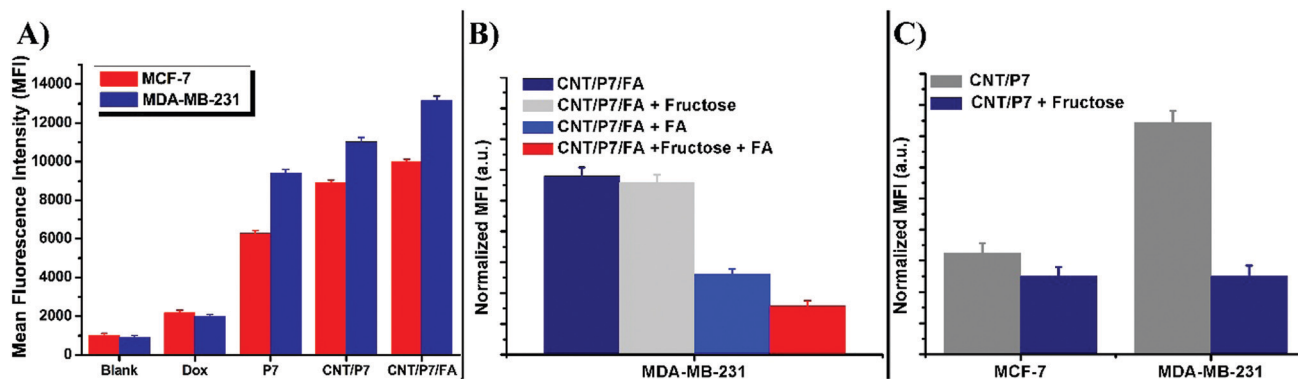 A)
Mean Fluorescence Intensity (MFI)
14000
12000
10000
8000
6000
4000
2000
0
MCF-7
MDA-MB-231
Blank Dox P7 CNT/P7 CNT/P7/FA
B)
Normalized MFI (a.u.)
CNT/P7/FA
CNT/P7/FA + Fructose
CNT/P7/FA + FA
CNT/P7/FA +Fructose + FA
MDA-MB-231
C)
Normalized MFI (a.u.)
CNT/P7
CNT/P7 + Fructose
MCF-7 MDA-MB-231